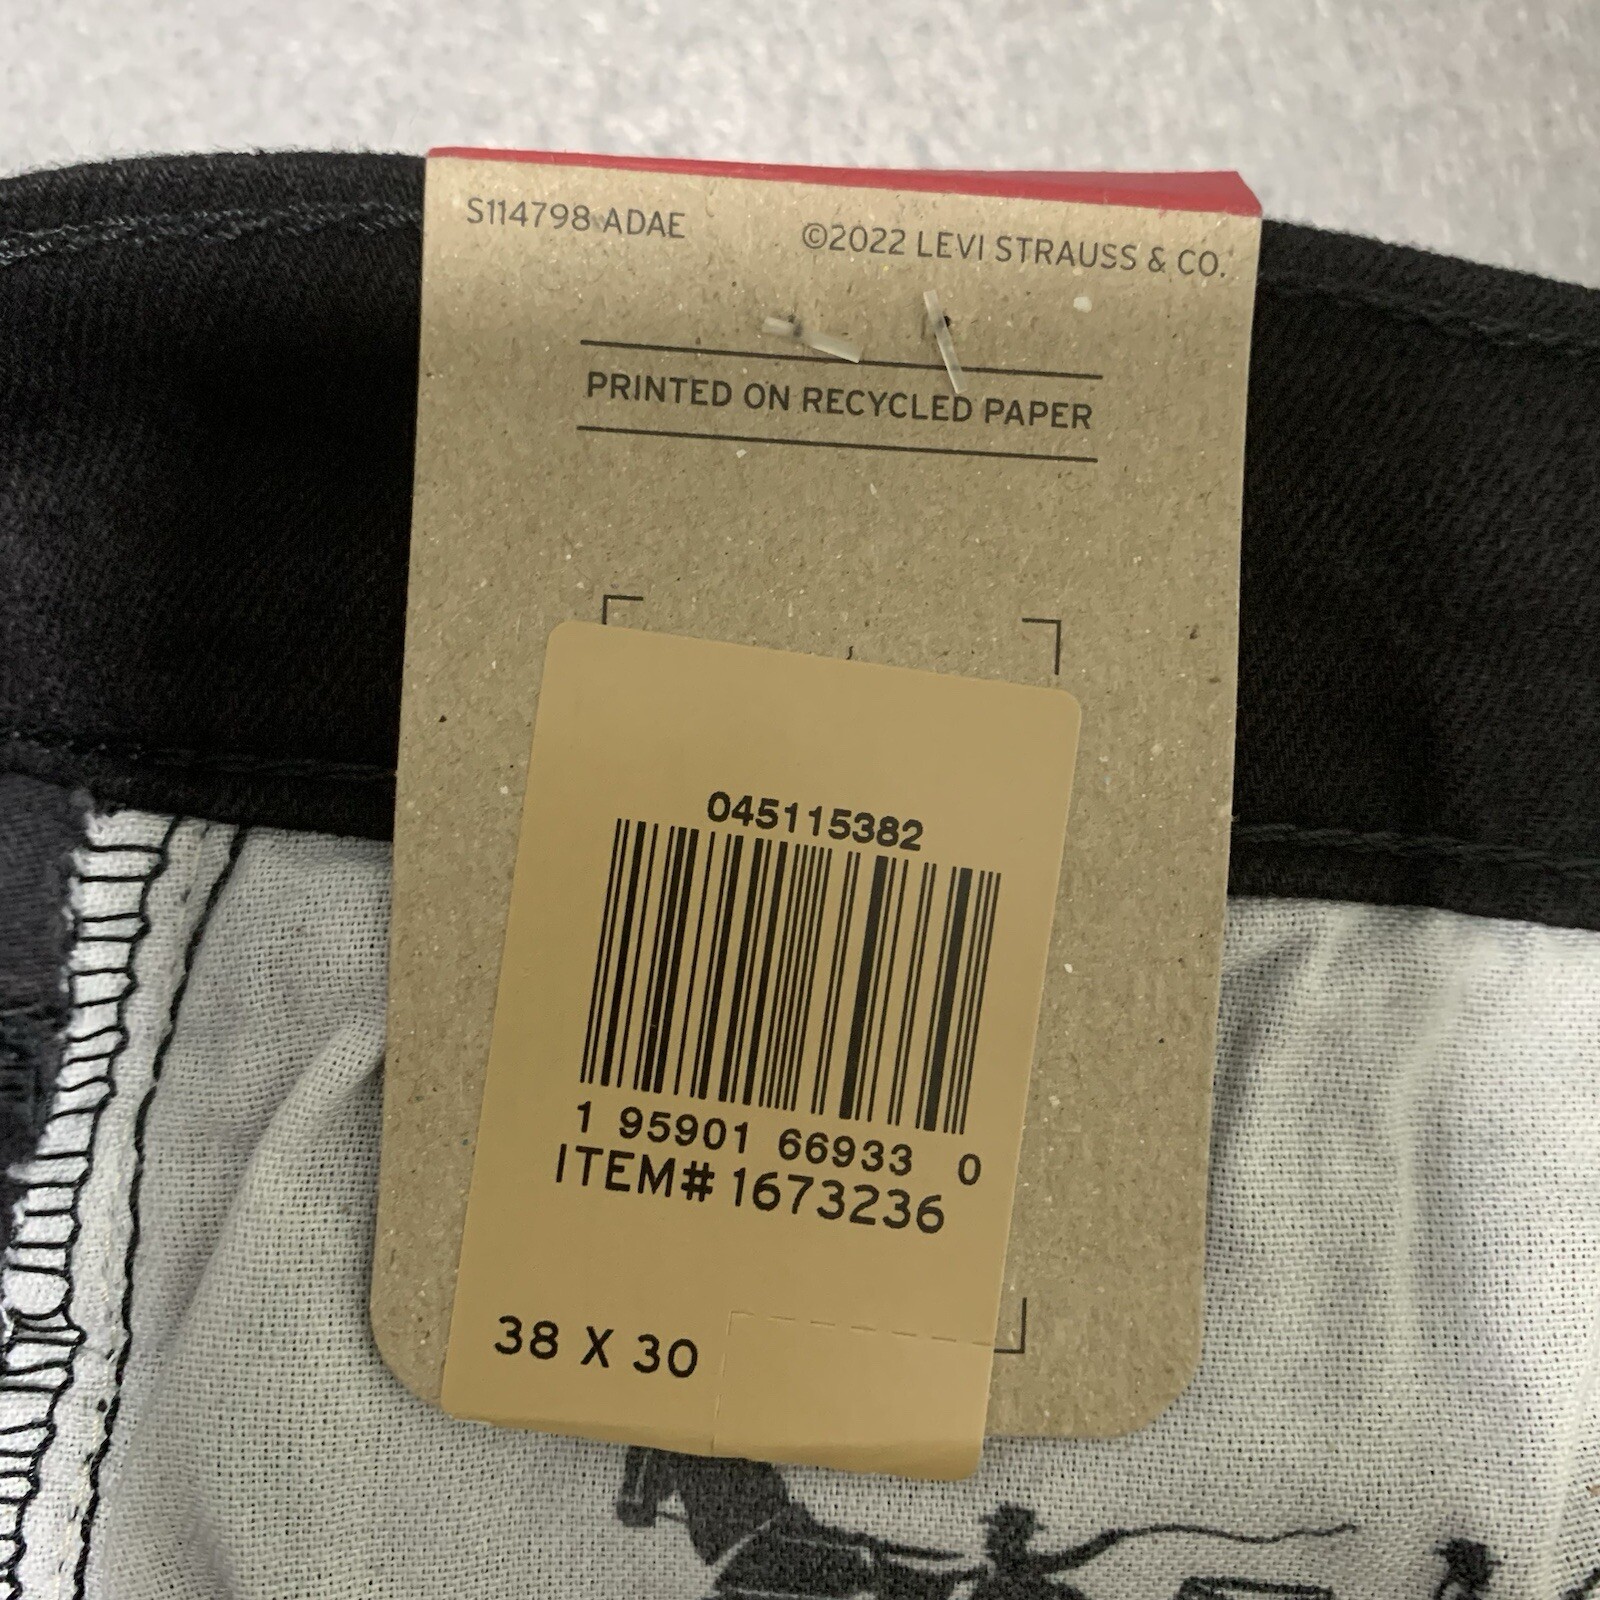 S114798 ADAE
©2022 LEVI STRAUSS & CO.
PRINTED ON RECYCLED PAPER
045115382
1 95901 66933 0
ITEM# 1673236
38 X 30